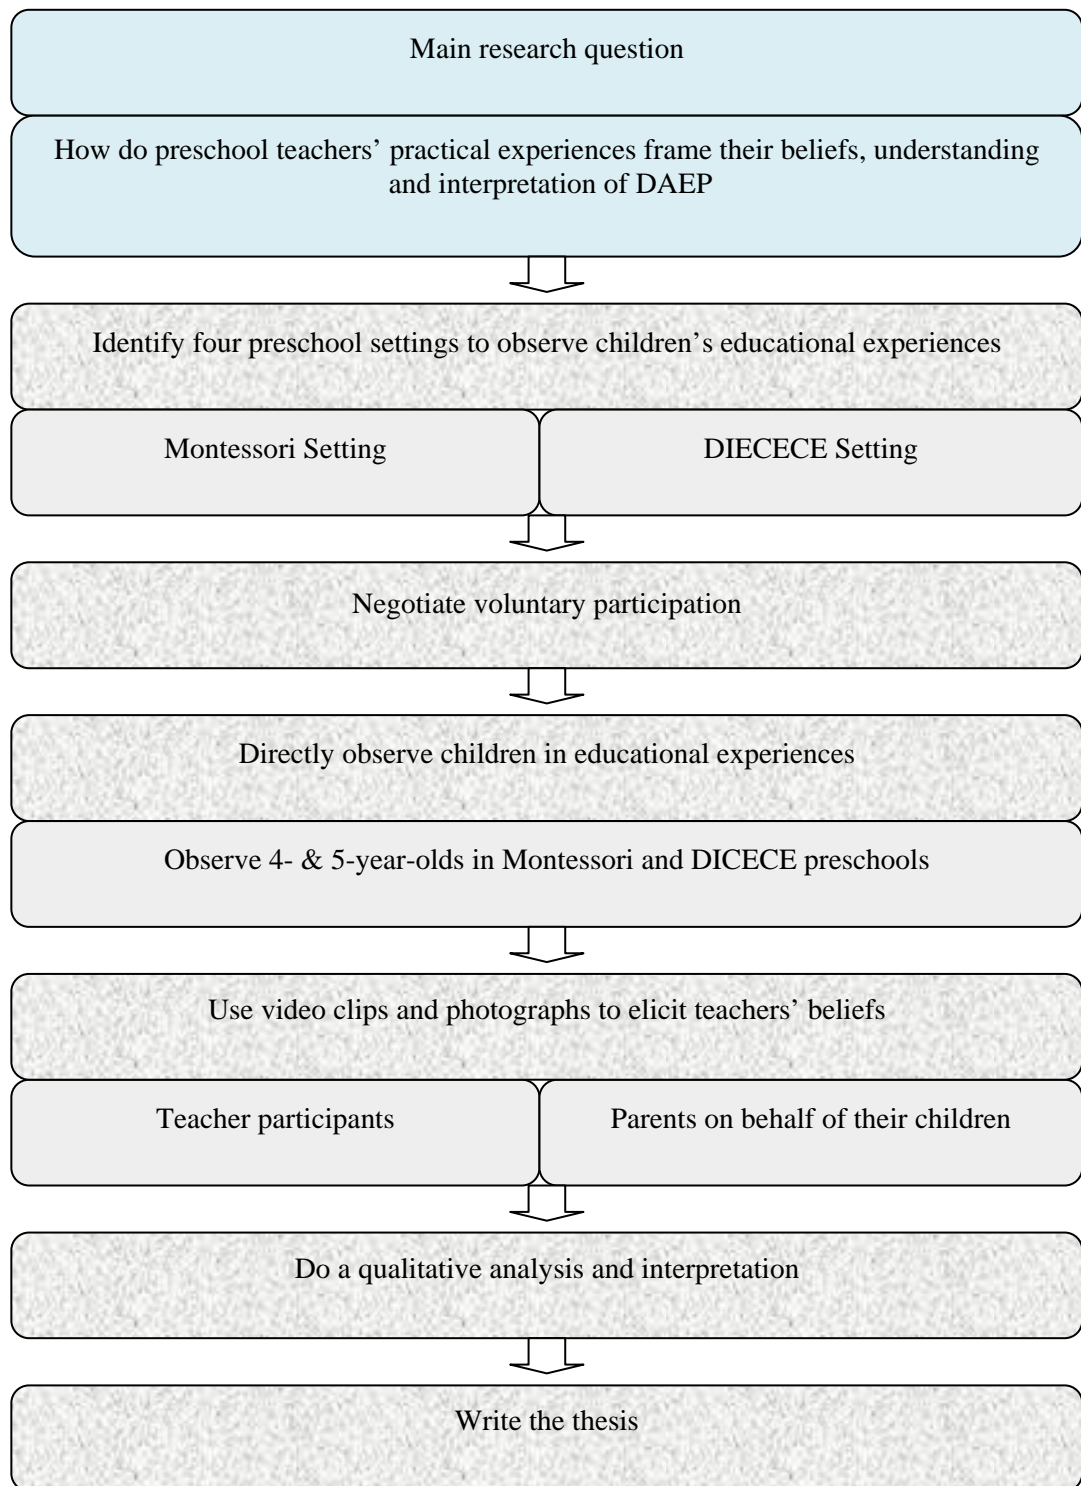 Main research question
How do preschool teachers’ practical experiences frame their beliefs, understanding
and interpretation of DAEP
Identify four preschool settings to observe children’s educational experiences
Montessori Setting
DIECECE Setting
Negotiate voluntary participation
Directly observe children in educational experiences
Observe 4- & 5-year-olds in Montessori and DICECE preschools
Use video clips and photographs to elicit teachers’ beliefs
Teacher participants
Parents on behalf of their children
Do a qualitative analysis and interpretation
Write the thesis